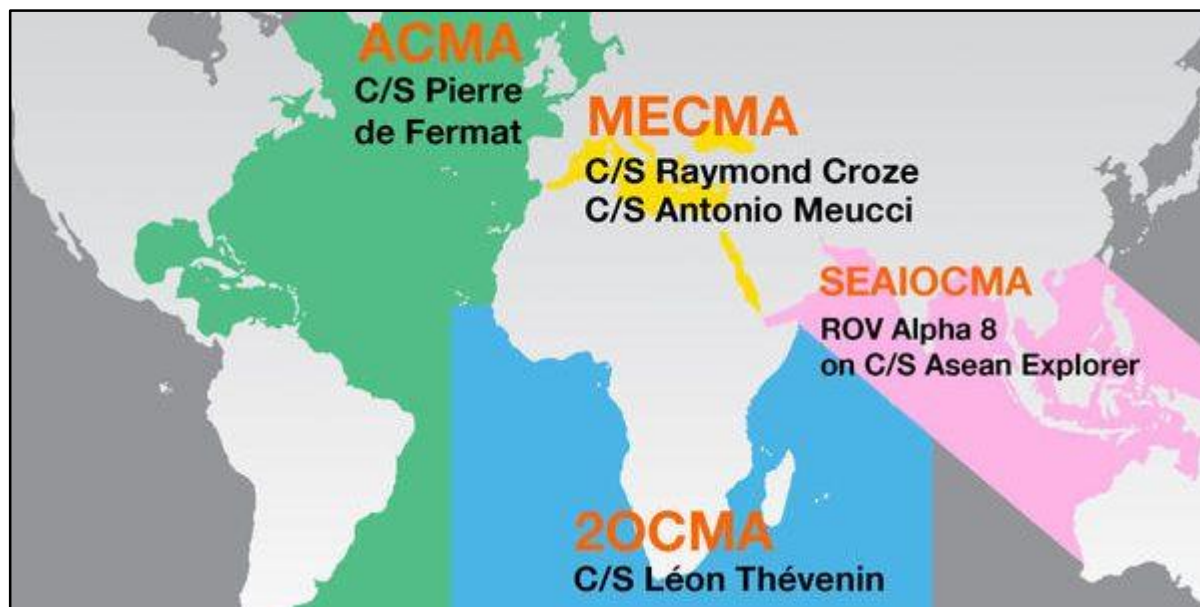 ACMA
C/S Pierre
de Fermat
MECMA
C/S Raymond Croze
C/S Antonio Meucci
SEAIOCMA
ROV Alpha 8
on C/S Asean Explorer
2OCMA
C/S Léon Thévenin